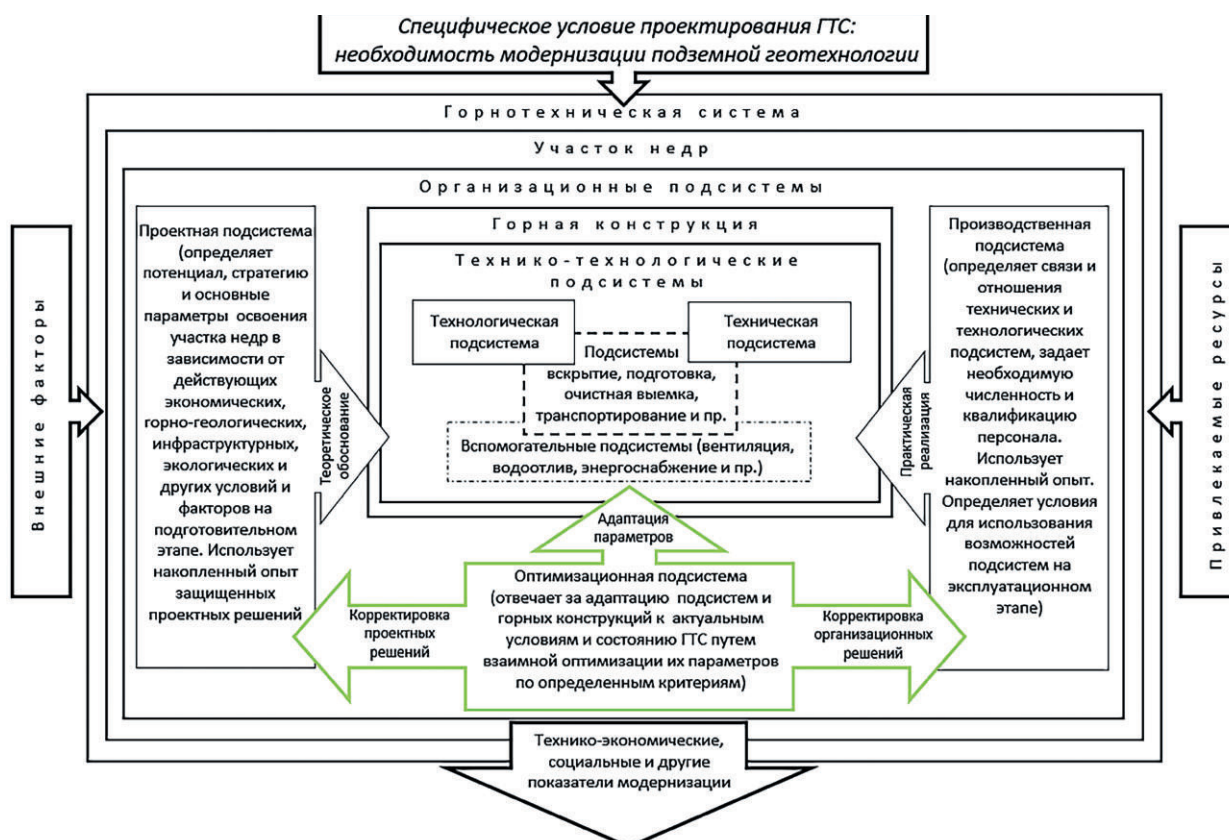 Специфическое условие проектирования ГТС:
необходимость модернизации подземной геотехнологии
Горнотехническая система
Участок недр
Организационные подсистемы
Внешние факторы
Проектная подсистема
(определяет
потенциал, стратегию
и основные
параметры освоения
участка недр в
зависимости от
действующих
экономических,
горно-геологических,
инфраструктурных,
экологических и
других условий и
факторов на
подготовительном
этапе. Использует
накопленный опыт
защищенных
проектных решений
Теоретическое
обоснование
Горная конструкция
Технико-технологические
подсистемы
Технологическая
подсистема
Техническая
подсистема
Подсистемы
вскрытие, подготовка,
очистная выемка,
транспортирование и пр.
Вспомогательные подсистемы (вентиляция,
водоотлив, энергоснабжение и пр.)
Практическая
реализация
Производственная
подсистема
(определяет связи и
отношения
технических и
технологических
подсистем, задает
необходимую
численность и
квалификацию
персонала.
Использует
накопленный опыт.
Определяет условия
для использования
возможностей
подсистем на
эксплуатационном
этапе)
Привлекаемые ресурсы
Адаптация
параметров
Корректировка
проектных
решений
Оптимизационная подсистема
(отвечает за адаптацию подсистем и
горных конструкций к актуальным
условиям и состоянию ГТС путем
взаимной оптимизации их параметров
по определенным критериям)
Корректировка
организационных
решений
Технико-экономические,
социальные и другие
показатели модернизации